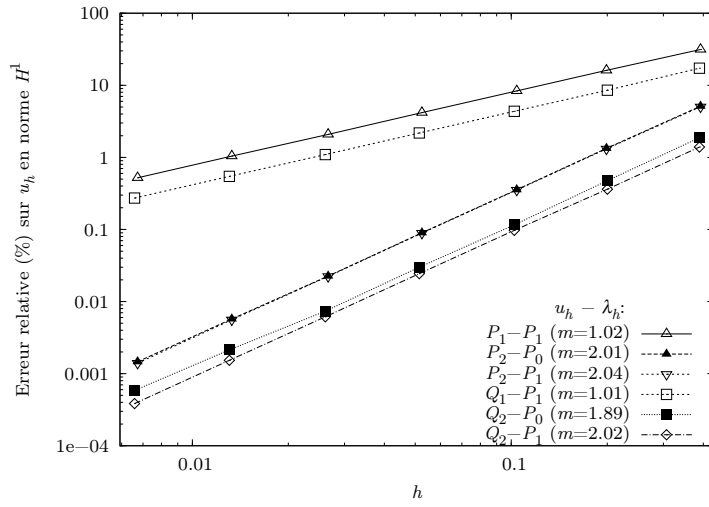 100
10
1
0.1
0.01
0.001
1e−04
0.01
0.1
h
Erreur relative (%) sur u_h en norme H^1
u_h − λ_h:
P_1−P_1 (m=1.02)
P_2−P_0 (m=2.01)
P_2−P_1 (m=2.04)
Q_1−P_1 (m=1.01)
Q_2−P_0 (m=1.89)
Q_2−P_1 (m=2.02)